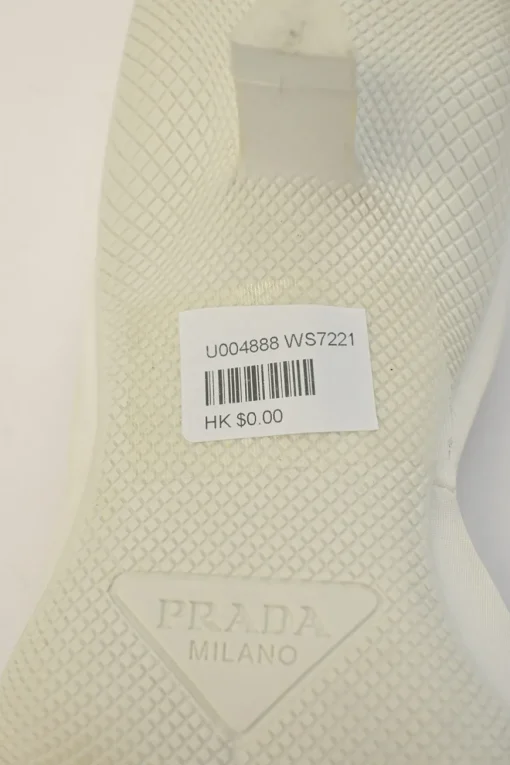 U004888 WS7221
HK $0.00
PRADA
MILANO